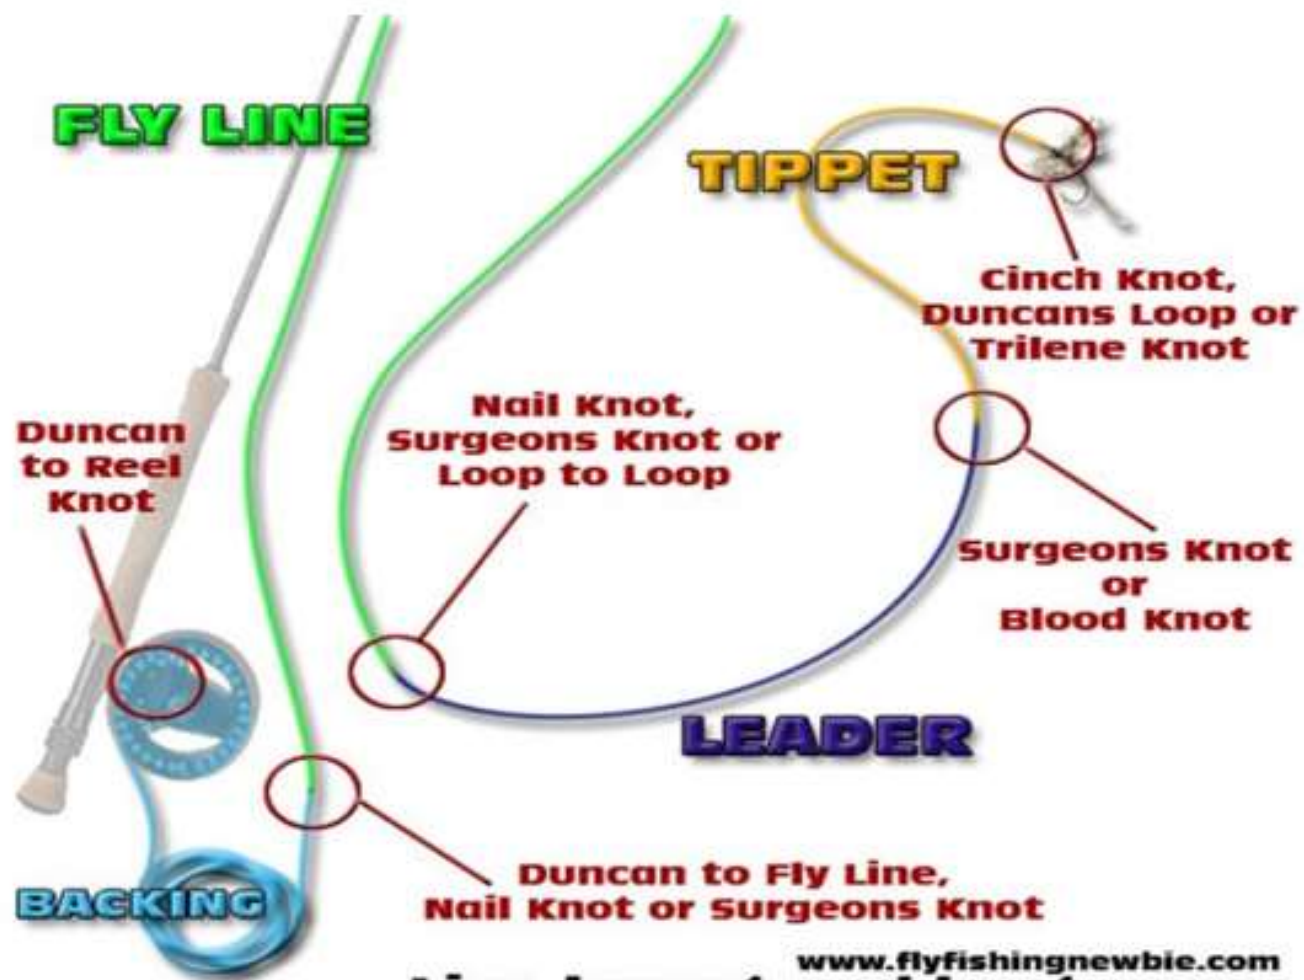 FLY LINE
TIPPET
Cinch Knot,
Duncans Loop or
Trilene Knot
Nail Knot,
Surgeons Knot or
Loop to Loop
Duncan
to Reel
Knot
Surgeons Knot
or
Blood Knot
LEADER
Duncan to Fly Line,
Nail Knot or Surgeons Knot
BACKING
www.flyfishingnewbie.com